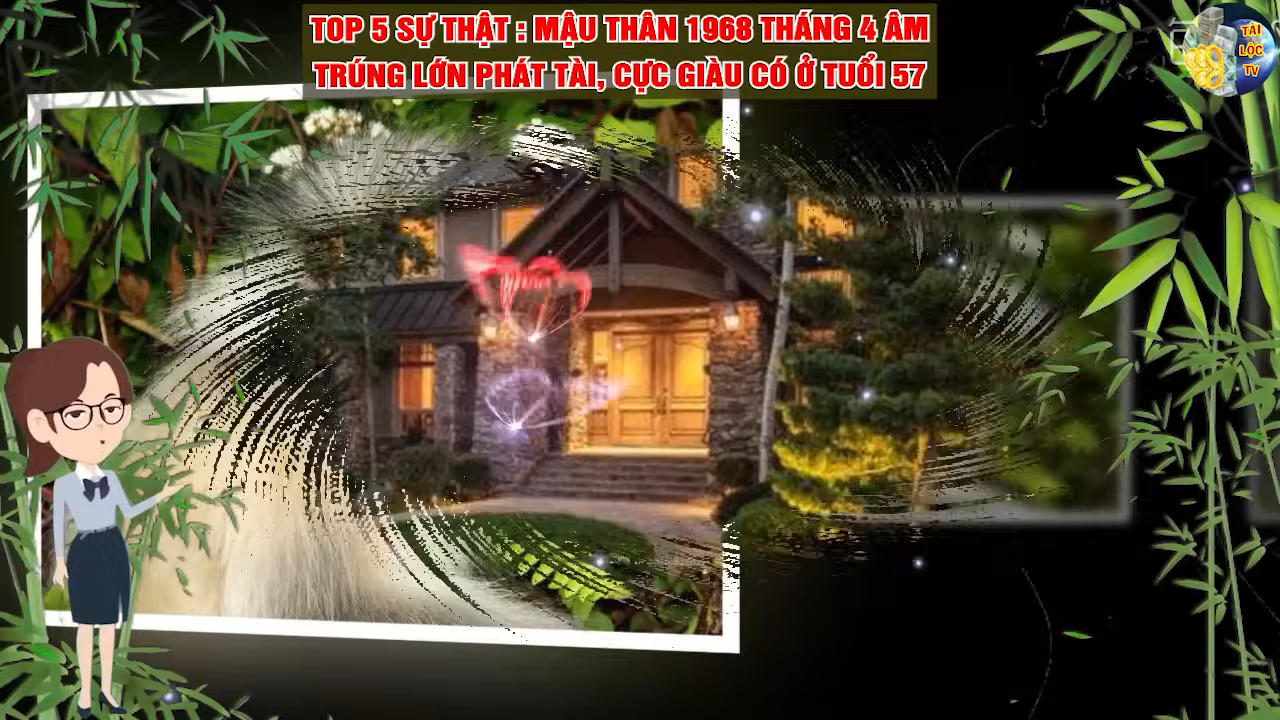 TOP 5 SỰ THẬT : MẬU THÂN 1968 THÁNG 4 ÂM
TRÚNG LỚN PHÁT TÀI, CỰC GIÀU CÓ Ở TUỔI 57
TÀI
LỘC
TV